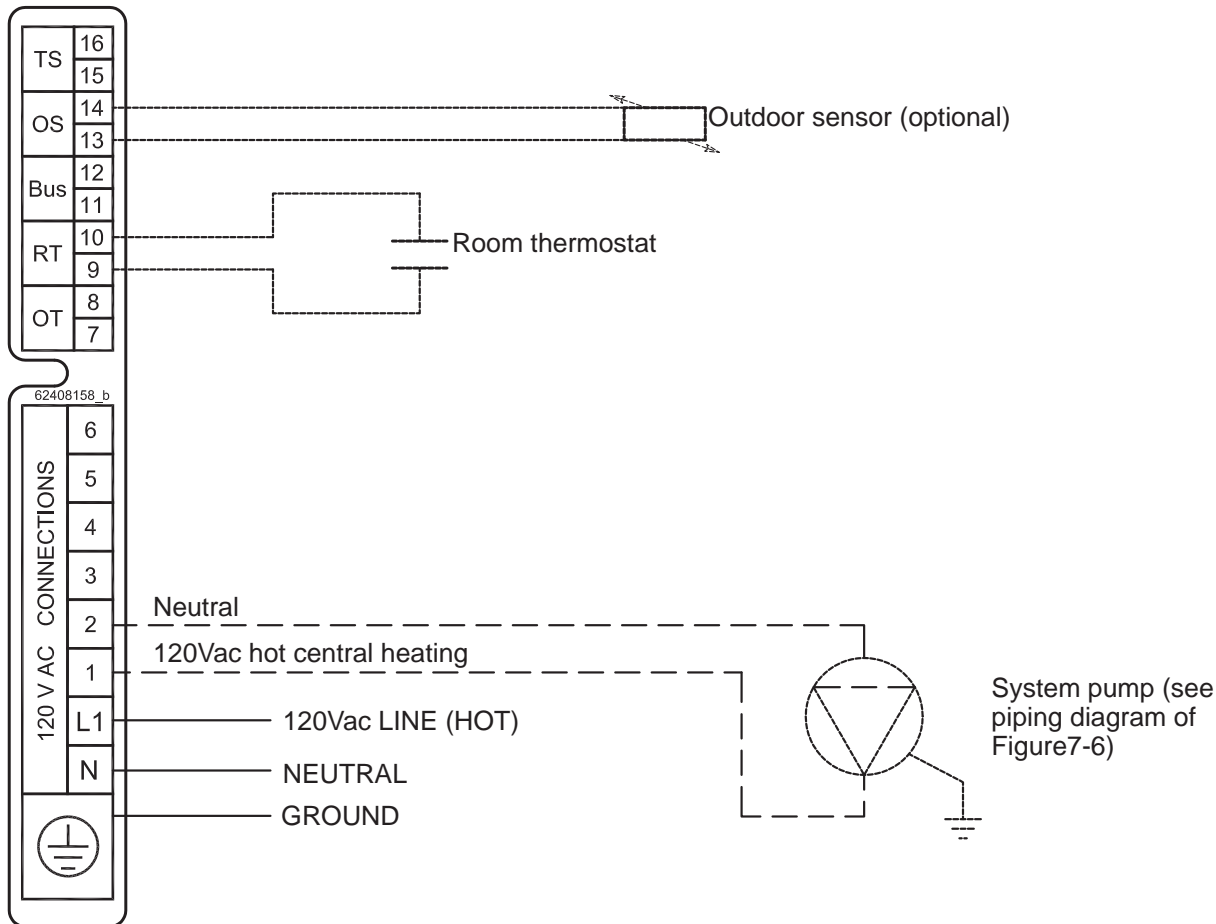 TS
16
15
OS
14
13
Outdoor sensor (optional)
Bus
12
11
RT
10
9
Room thermostat
OT
8
7
62408158_b
120 V AC CONNECTIONS
6
5
4
3
2
Neutral
1
120Vac hot central heating
L1
120Vac LINE (HOT)
N
NEUTRAL
GROUND
System pump (see
piping diagram of
Figure7-6)